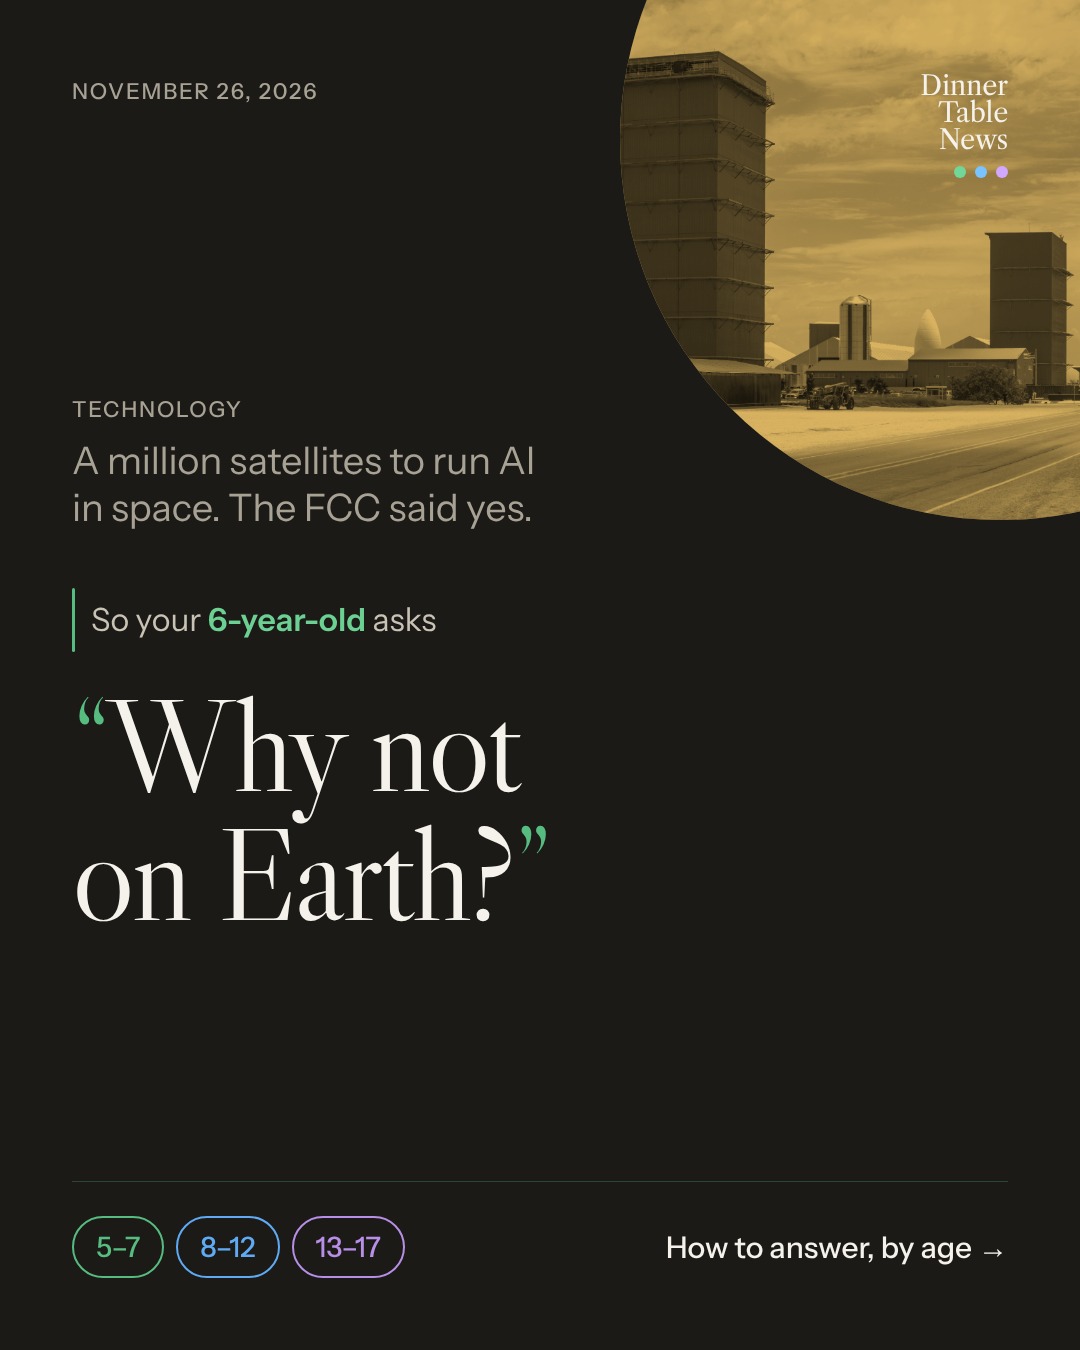 NOVEMBER 26, 2026
Dinner
Table
News
TECHNOLOGY
A million satellites to run AI
in space. The FCC said yes.
So your 6-year-old asks
“Why not
on Earth?”
5–7
8–12
13–17
How to answer, by age →